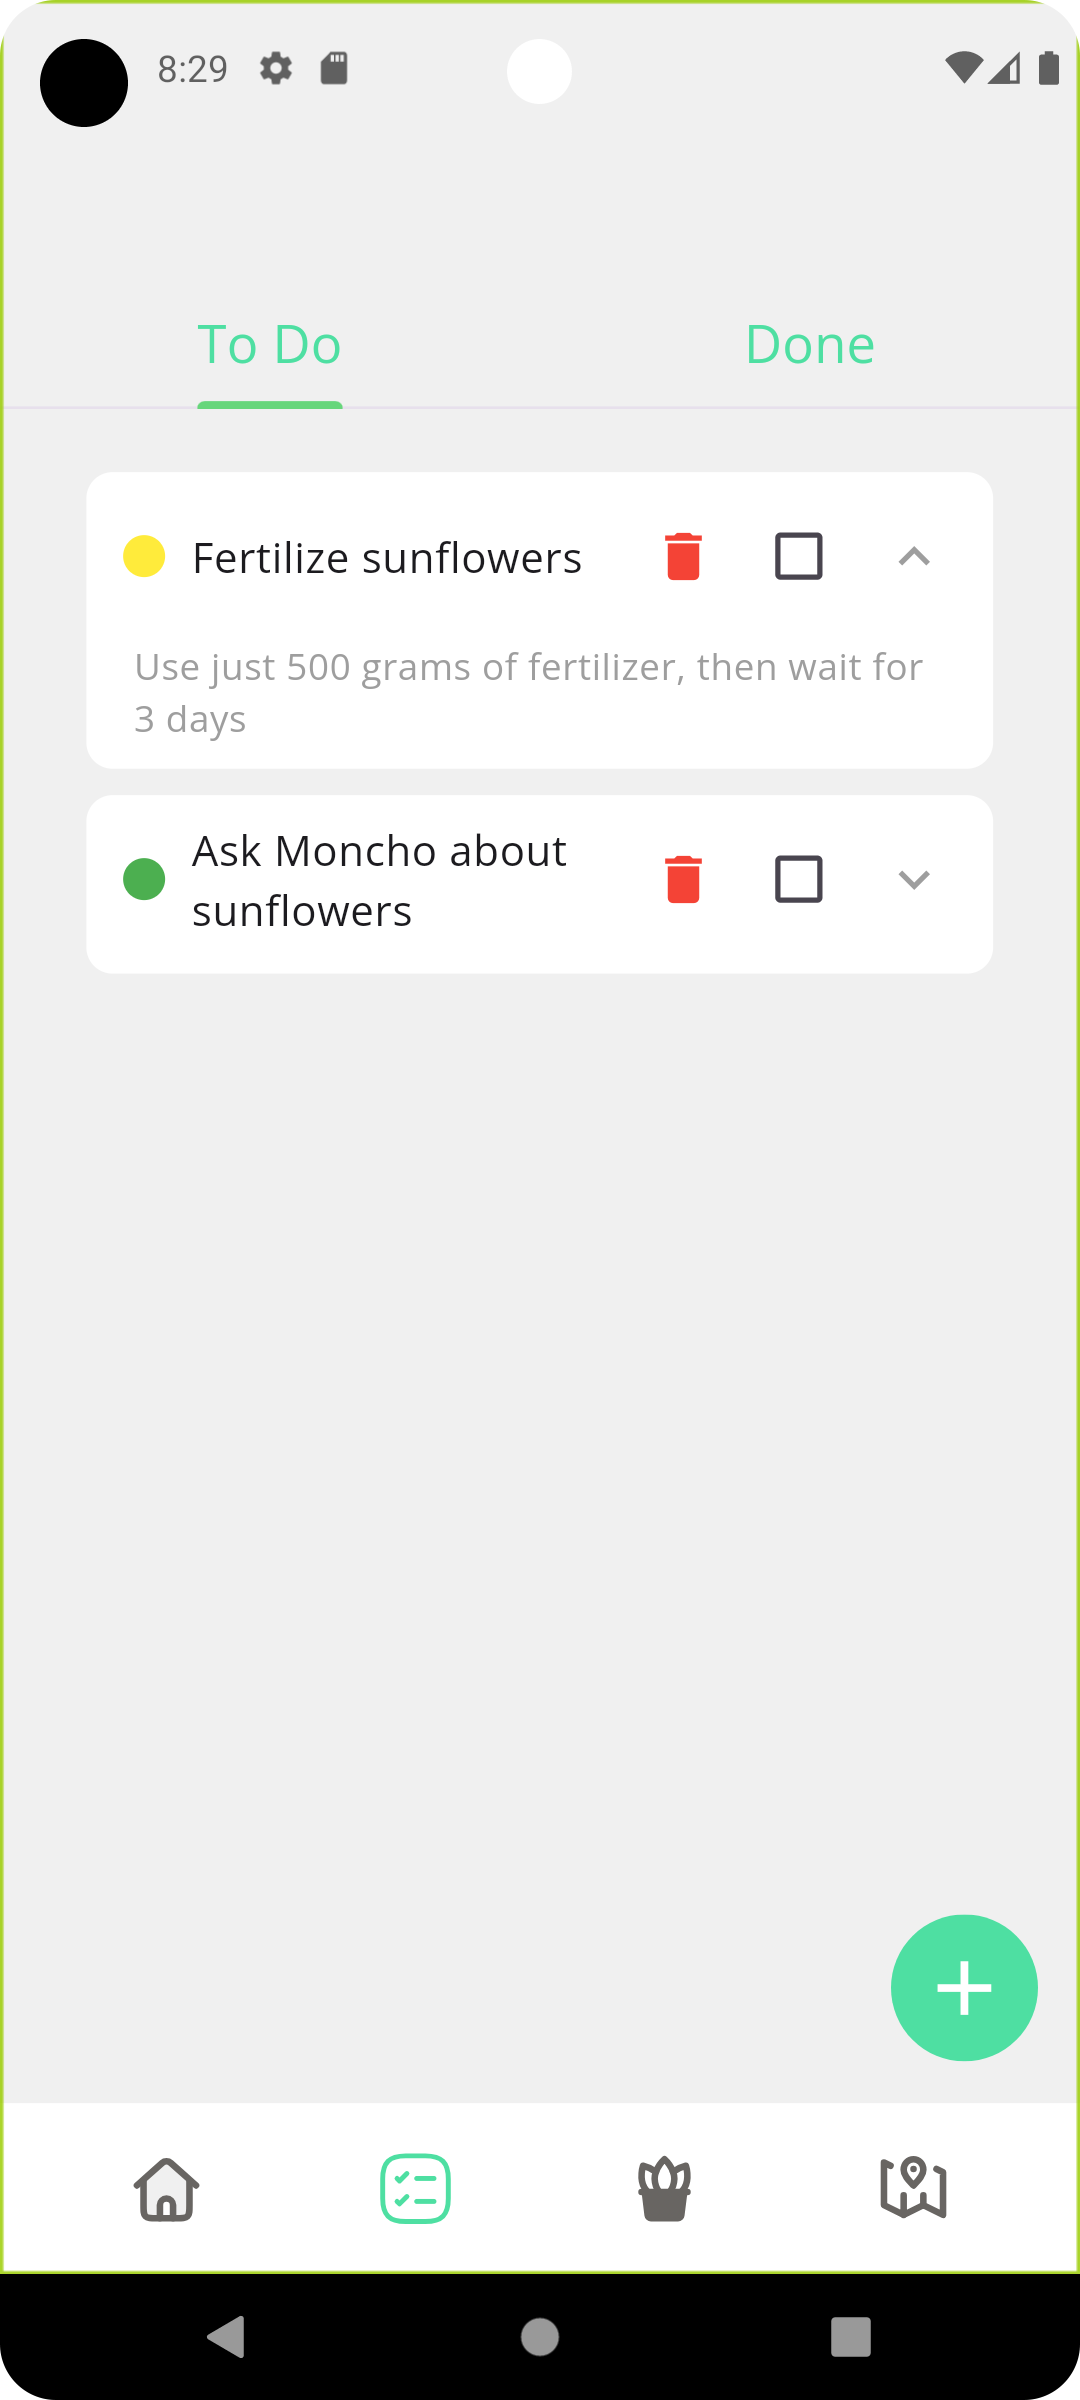 8:29
To Do
Done
Fertilize sunflowers
Use just 500 grams of fertilizer, then wait for
3 days
Ask Moncho about
sunflowers